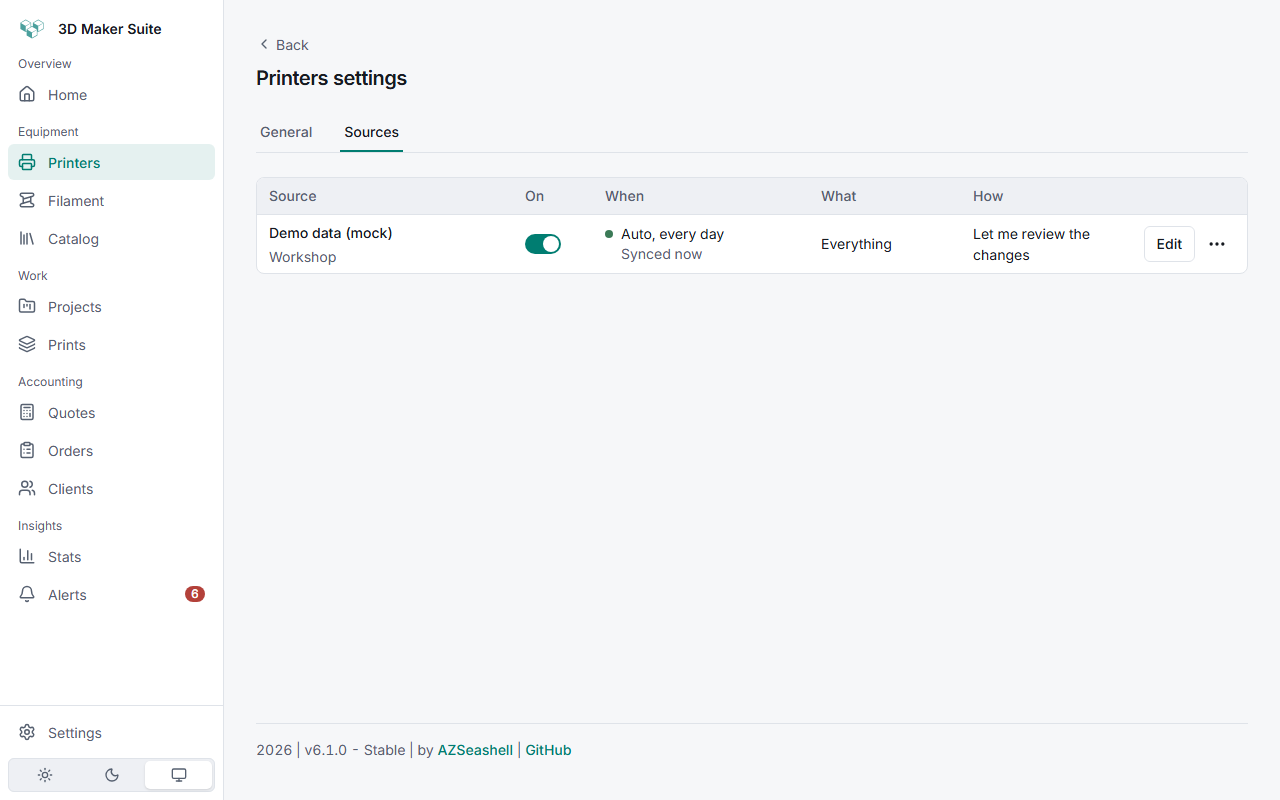 3D Maker Suite
Overview
Home
Equipment
Printers
Filament
Catalog
Work
Projects
Prints
Accounting
Quotes
Orders
Clients
Insights
Stats
Alerts 6
Settings
Back
Printers settings
General Sources
Source On When What How
Demo data (mock)
Workshop
Auto, every day
Synced now
Everything
Let me review the
changes
Edit
2026 | v6.1.0 - Stable | by AZSeashell | GitHub